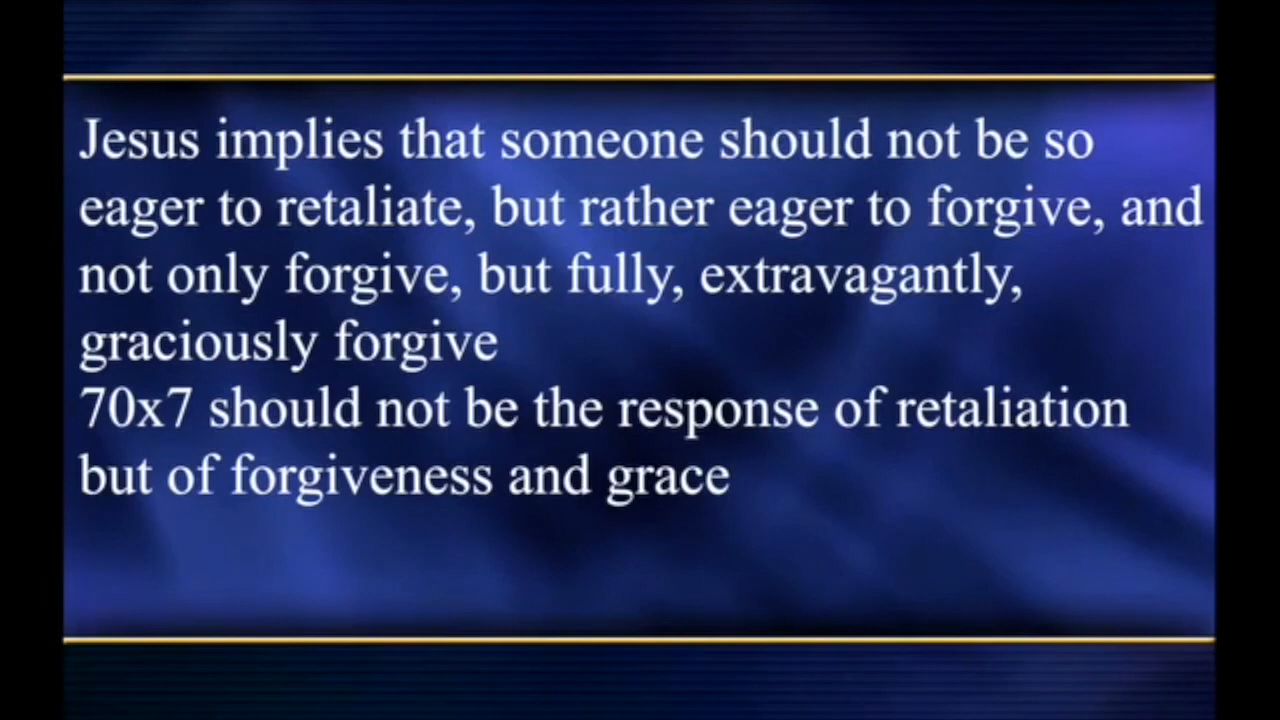 Jesus implies that someone should not be so
eager to retaliate, but rather eager to forgive, and
not only forgive, but fully, extravagantly,
graciously forgive
70x7 should not be the response of retaliation
but of forgiveness and grace